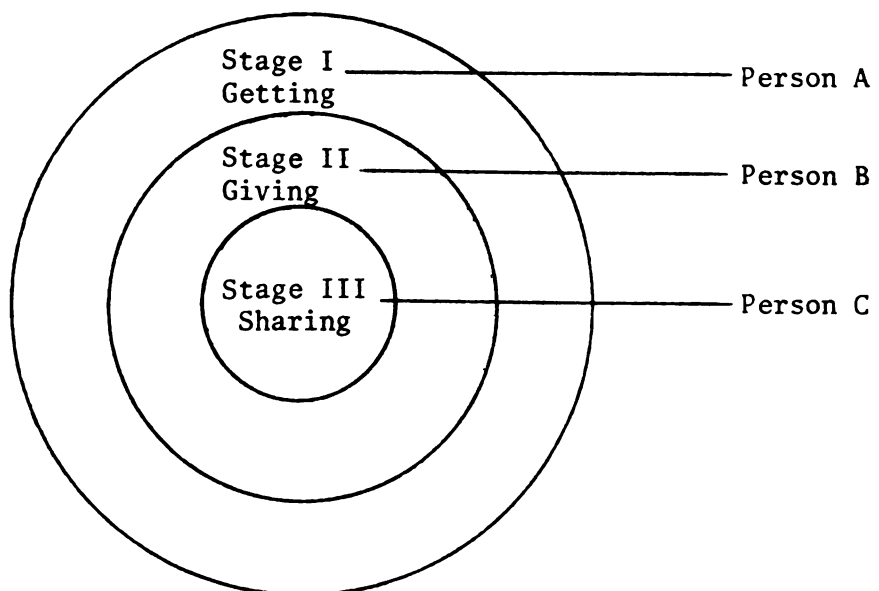 Stage I
Getting
Person A
Stage II
Giving
Person B
Stage III
Sharing
Person C